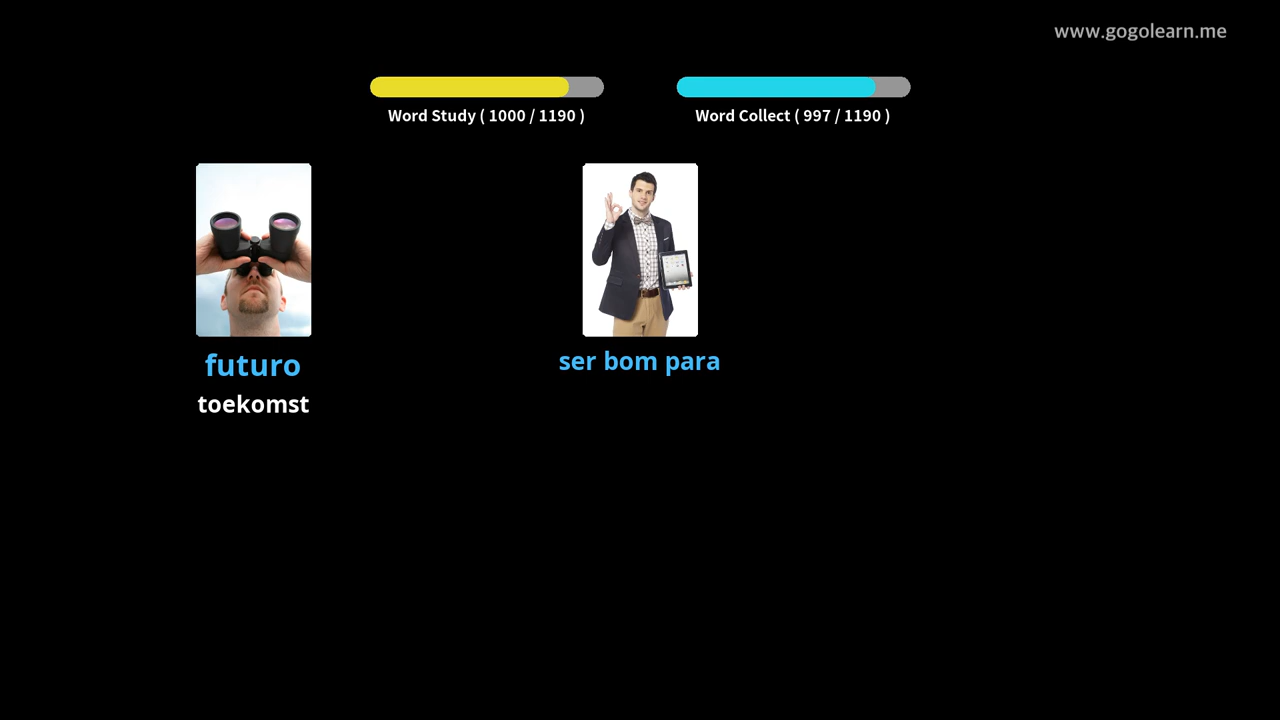 www.gogolearn.me
Word Study ( 1000 / 1190 )
Word Collect ( 997 / 1190 )
futuro
toekomst
ser bom para